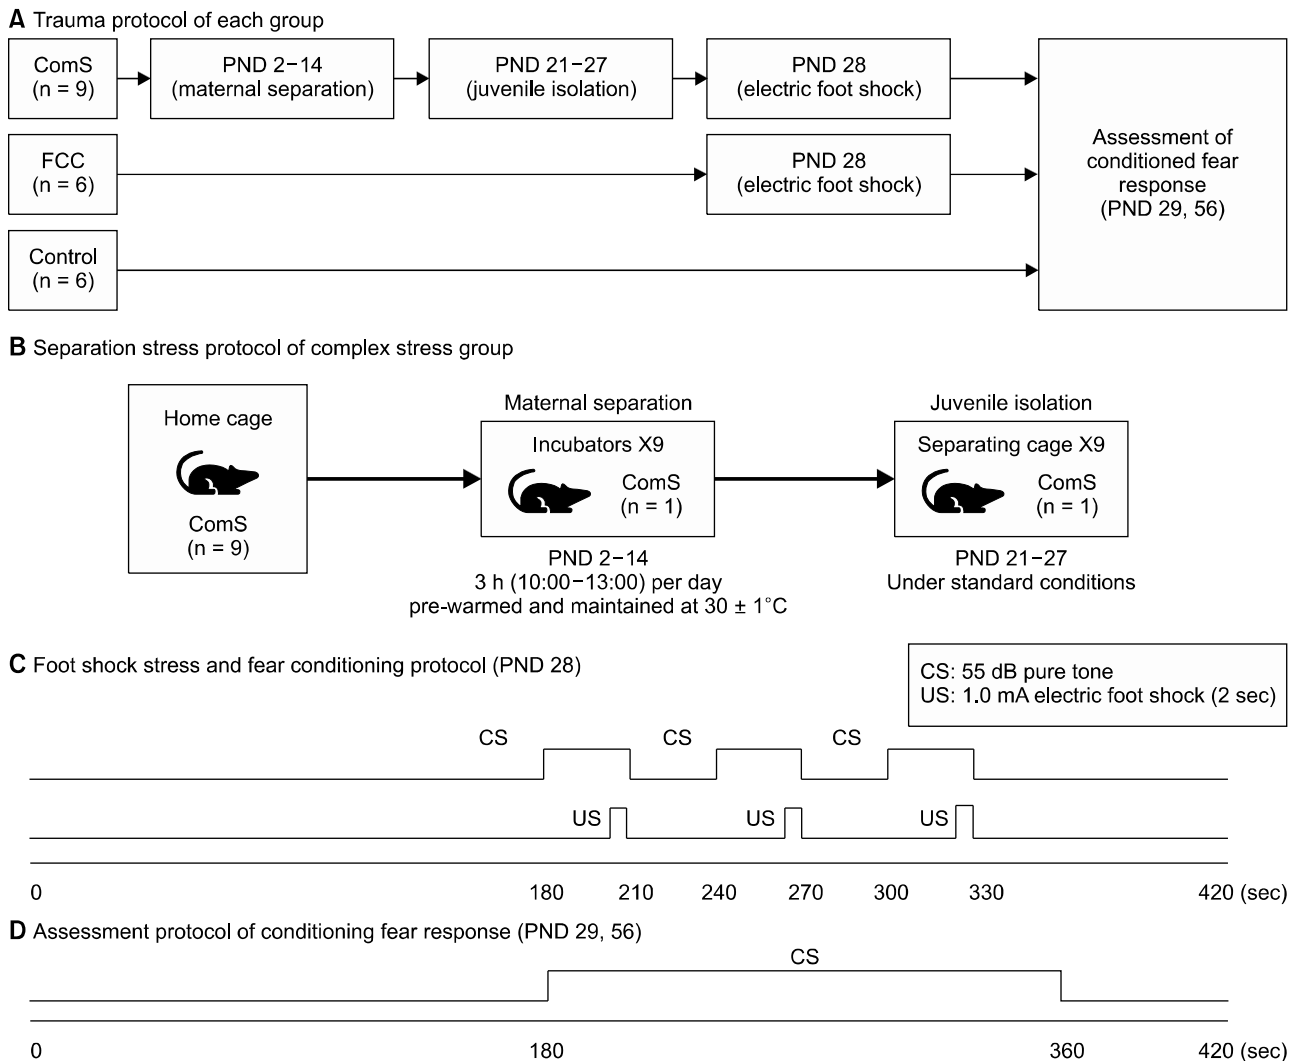 A Trauma protocol of each group
ComS
(n = 9)
PND 2−14
(maternal separation)
PND 21−27
(juvenile isolation)
PND 28
(electric foot shock)
Assessment of
conditioned fear
response
(PND 29, 56)
FCC
(n = 6)
PND 28
(electric foot shock)
Control
(n = 6)
B Separation stress protocol of complex stress group
Home cage
ComS
(n = 9)
Maternal separation
Incubators X9
ComS
(n = 1)
PND 2−14
3 h (10:00−13:00) per day
pre-warmed and maintained at 30 ± 1°C
Juvenile isolation
Separating cage X9
ComS
(n = 1)
PND 21−27
Under standard conditions
C Foot shock stress and fear conditioning protocol (PND 28)
CS: 55 dB pure tone
US: 1.0 mA electric foot shock (2 sec)
CS CS CS
US US US
0 180 210 240 270 300 330 420 (sec)
D Assessment protocol of conditioning fear response (PND 29, 56)
CS
0 180 360 420 (sec)